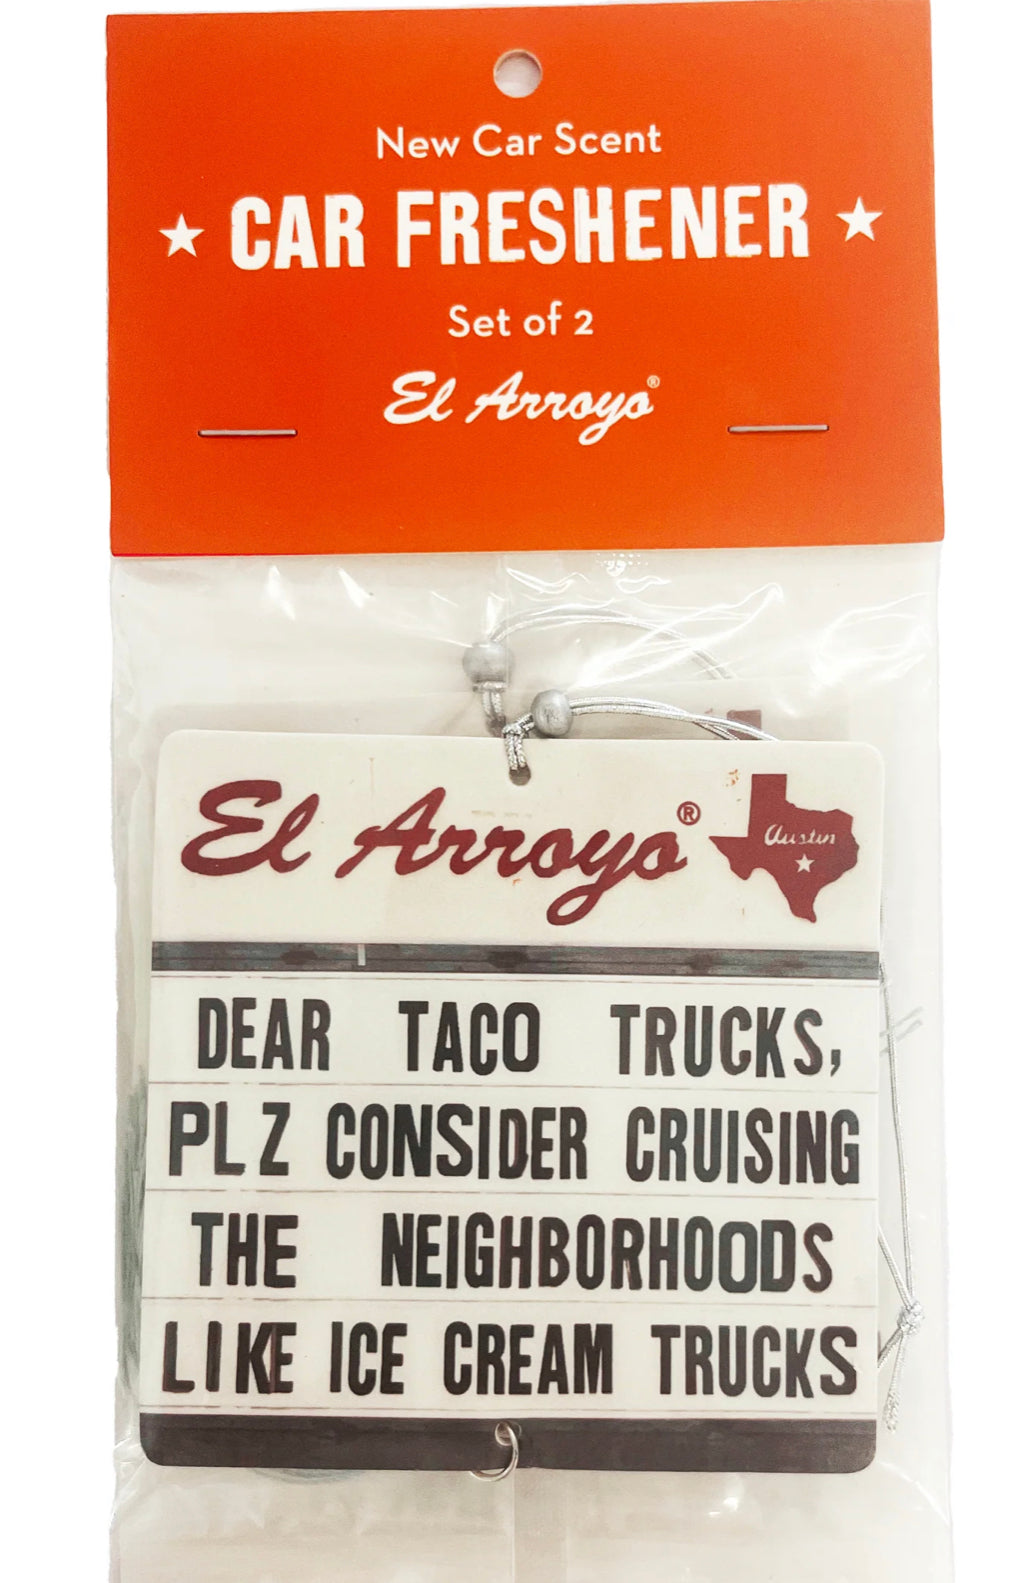 New Car Scent
CAR FRESHENER
Set of 2
El Arroyo®
El Arroyo®
Austin
DEAR TACO TRUCKS,
PLZ CONSIDER CRUISING
THE NEIGHBORHOODS
LIKE ICE CREAM TRUCKS